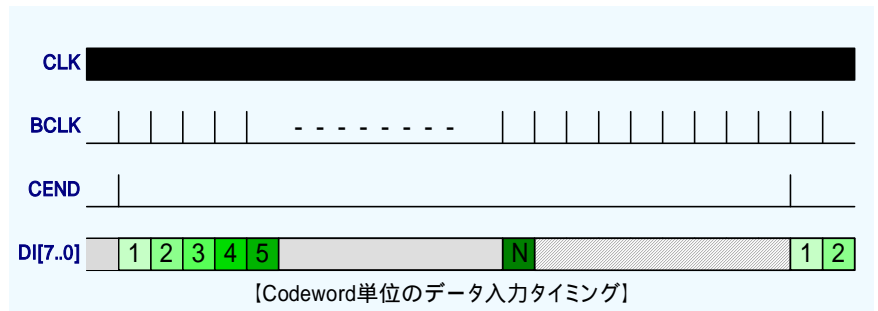 CLK
BCLK
CEND
DI[7..0] 1 2 3 4 5 N 1 2
【Codeword単位のデータ入力タイミング】